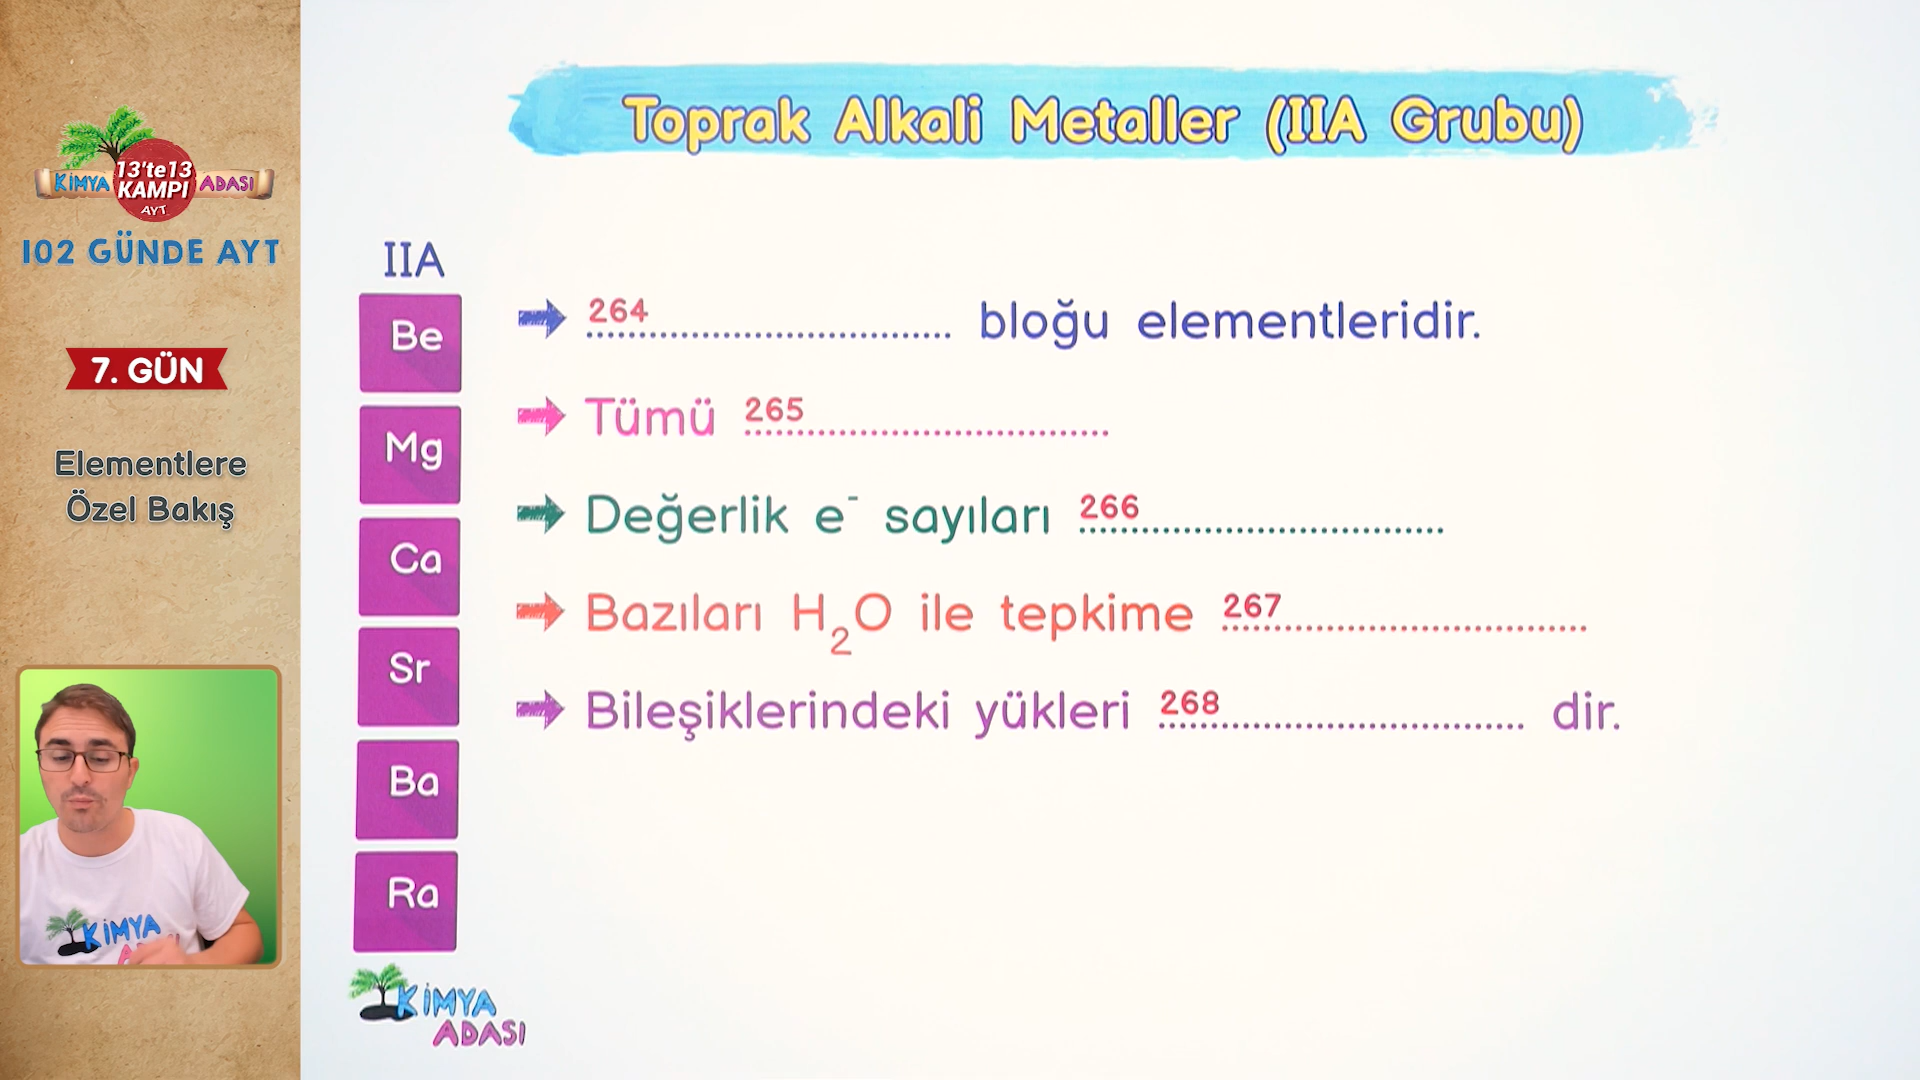 KİMYA ADASI
13'te13
KAMPI
AYT
102 GÜNDE AYT
7. GÜN
Elementlere
Özel Bakış
KİMYA
Toprak Alkali Metaller (IIA Grubu)
IIA
Be
Mg
Ca
Sr
Ba
Ra
264.............................. bloğu elementleridir.
Tümü 265..............................
Değerlik e⁻ sayıları 266..............................
Bazıları H₂O ile tepkime 267..............................
Bileşiklerindeki yükleri 268.............................. dir.
KİMYA
ADASI